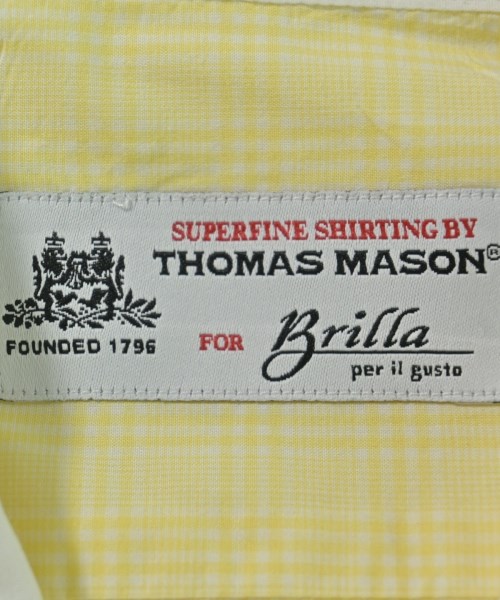 SUPERFINE SHIRTING BY
THOMAS MASON®
FOUNDED 1796
FOR Brilla
per il gusto